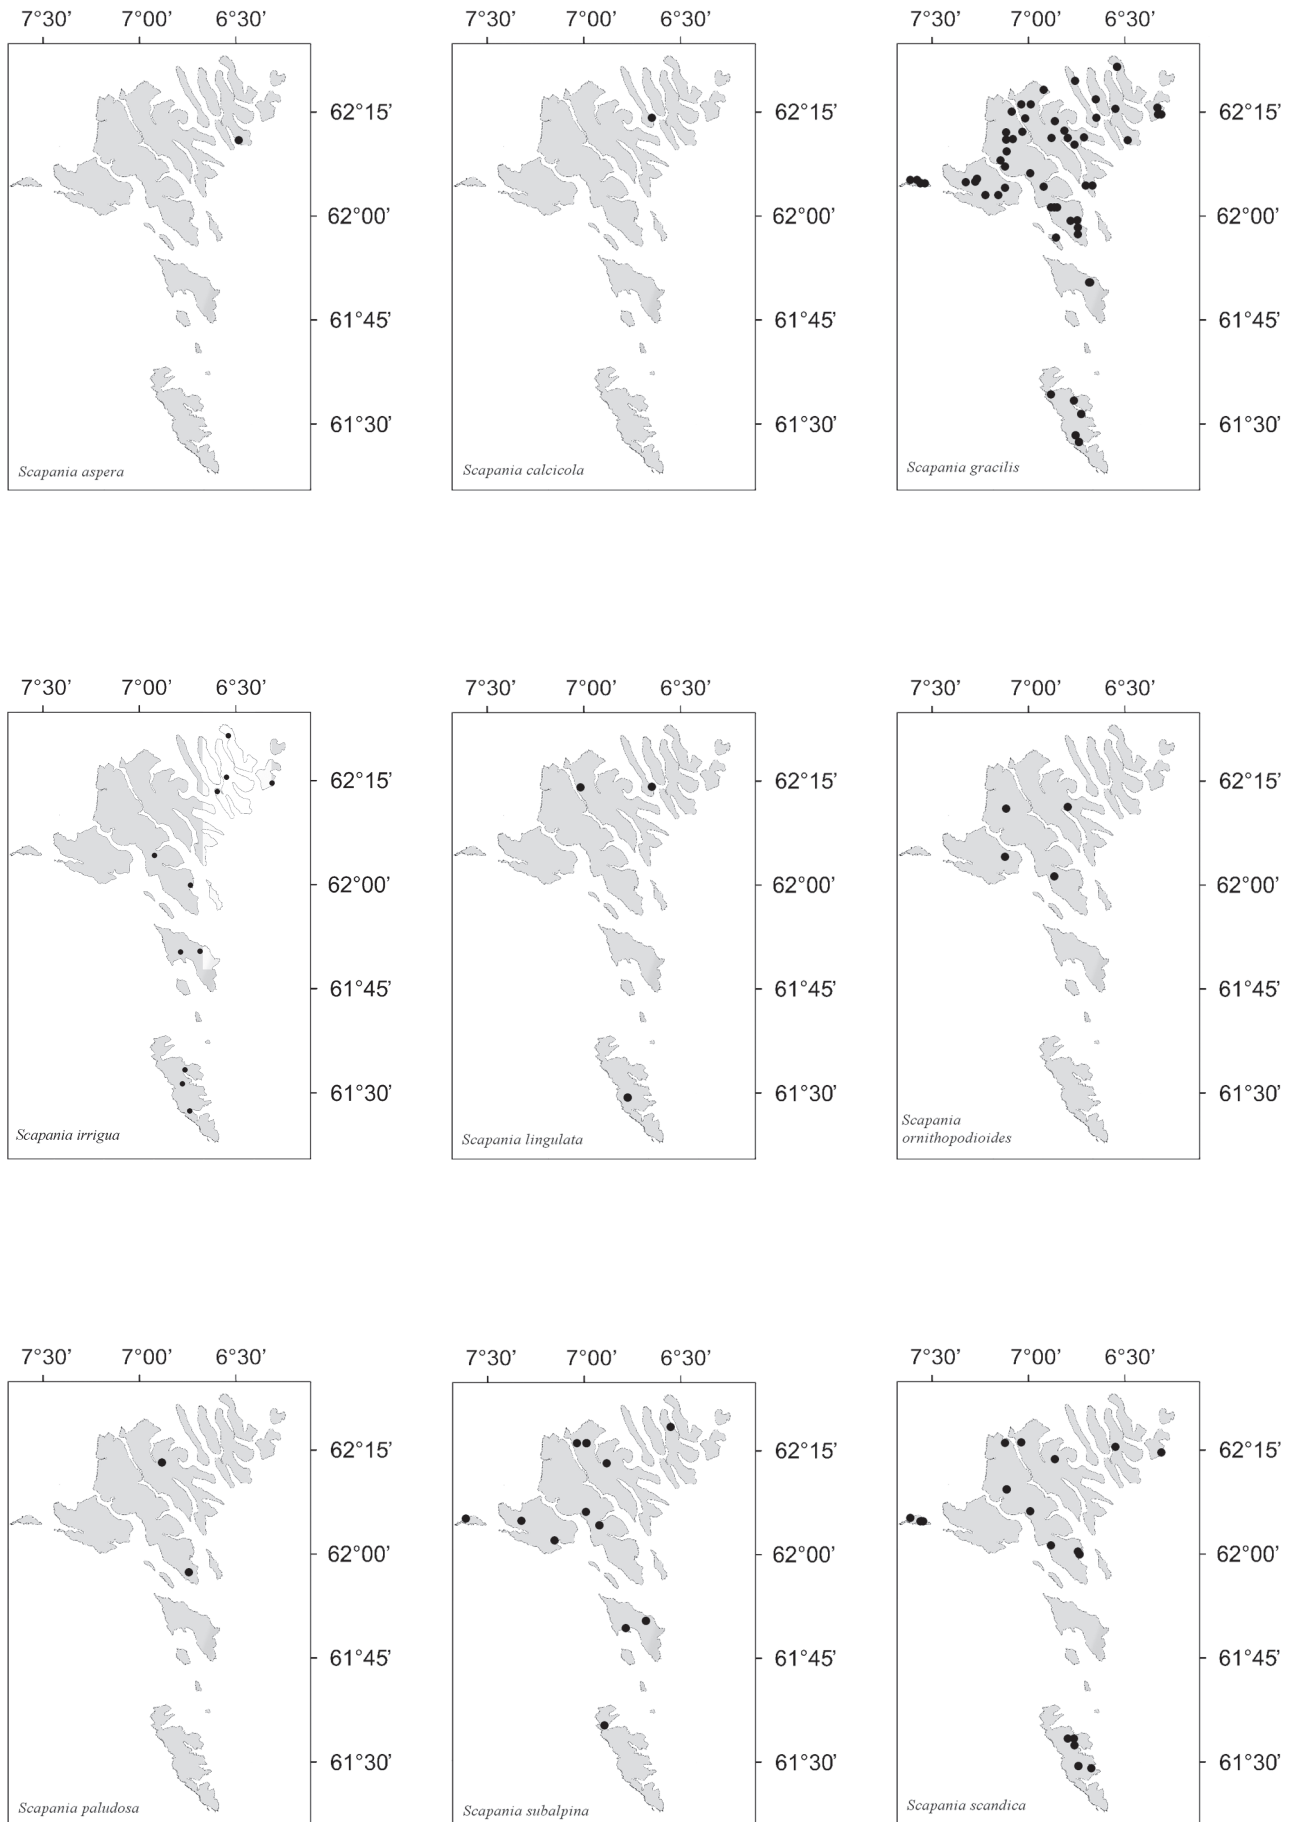 7°30’ 7°00’ 6°30’ 7°30’ 7°00’ 6°30’ 7°30’ 7°00’ 6°30’
62°15’ 62°15’ 62°15’
62°00’ 62°00’ 62°00’
61°45’ 61°45’ 61°45’
61°30’ 61°30’ 61°30’
Scapania aspera Scapania calcicola Scapania gracilis
7°30’ 7°00’ 6°30’ 7°30’ 7°00’ 6°30’ 7°30’ 7°00’ 6°30’
62°15’ 62°15’ 62°15’
62°00’ 62°00’ 62°00’
61°45’ 61°45’ 61°45’
61°30’ 61°30’ 61°30’
Scapania irrigua Scapania lingulata Scapania
ornithopodioides
7°30’ 7°00’ 6°30’ 7°30’ 7°00’ 6°30’ 7°30’ 7°00’ 6°30’
62°15’ 62°15’ 62°15’
62°00’ 62°00’ 62°00’
61°45’ 61°45’ 61°45’
61°30’ 61°30’ 61°30’
Scapania paludosa Scapania subalpina Scapania scandica